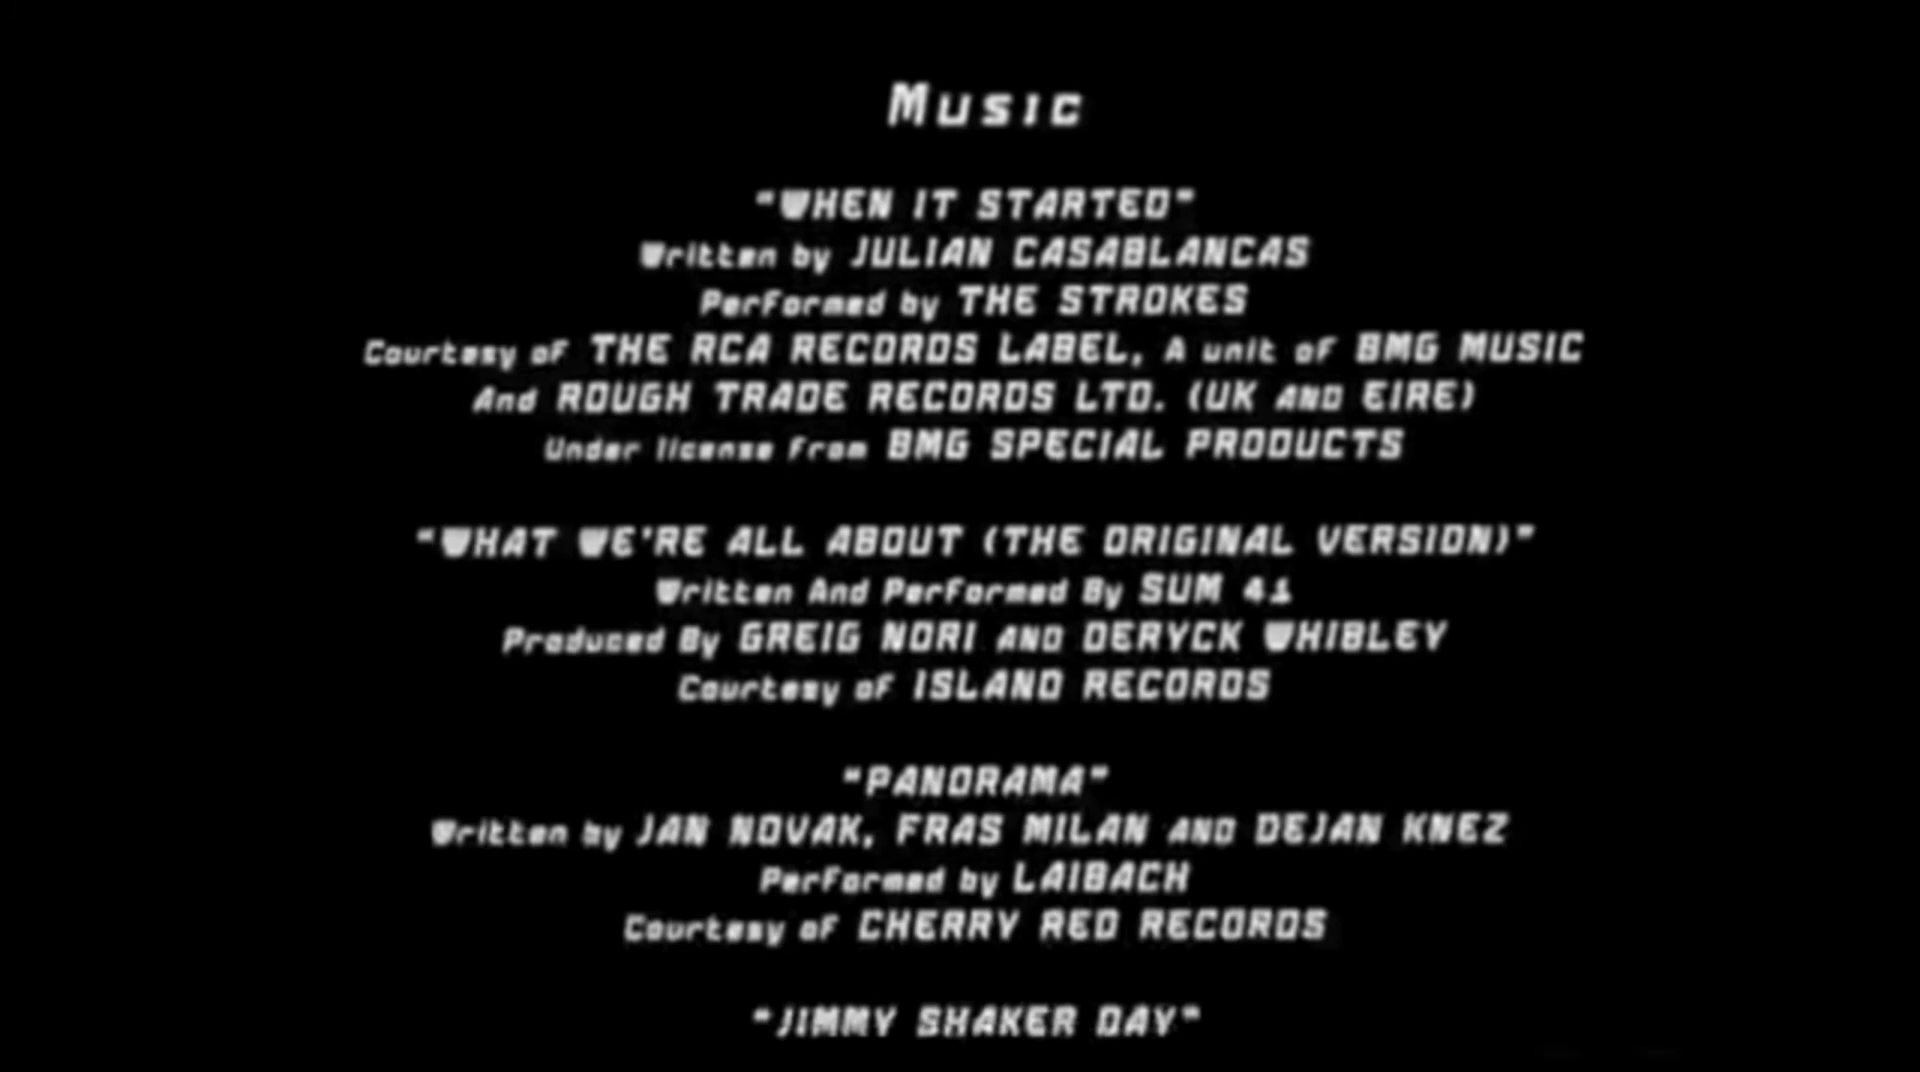 Music
"WHEN IT STARTED"
Written by JULIAN CASABLANCAS
Performed by THE STROKES
Courtesy of THE RCA RECORDS LABEL, A unit of BMG MUSIC
And ROUGH TRADE RECORDS LTD. (UK AND EIRE)
Under license from BMG SPECIAL PRODUCTS
"WHAT WE'RE ALL ABOUT (THE ORIGINAL VERSION)"
Written And Performed By SUM 41
Produced By GREIG NORI AND DERYCK WHIBLEY
Courtesy of ISLAND RECORDS
"PANORAMA"
Written by JAN NOVAK, FRAS MILAN AND DEJAN KNEZ
Performed by LAIBACH
Courtesy of CHERRY RED RECORDS
"JIMMY SHAKER DAY"